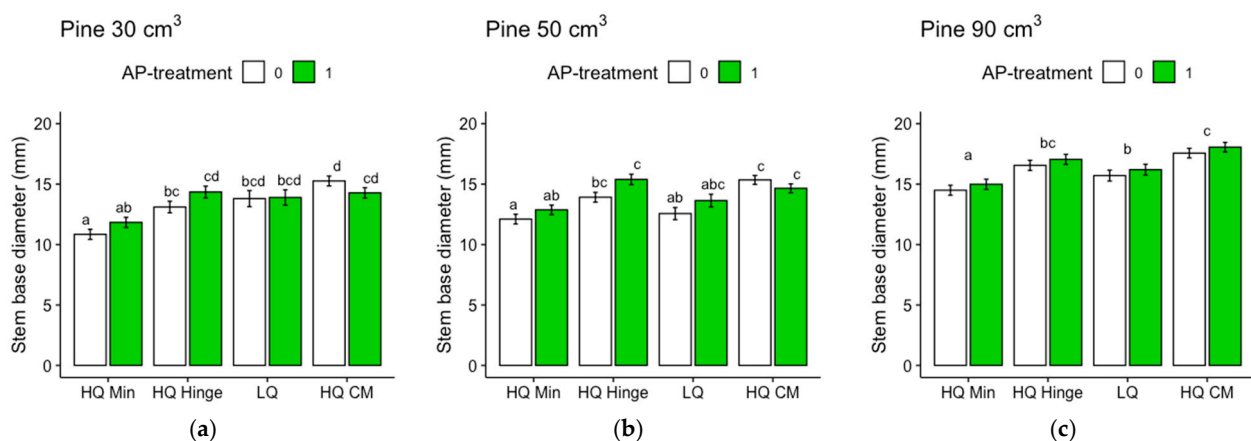 Pine 30 cm³
AP-treatment 0 1
Stem base diameter (mm)
20
15
10
5
0
a ab bc cd bcd bcd d cd
HQ Min HQ Hinge LQ HQ CM
(a)
Pine 50 cm³
AP-treatment 0 1
Stem base diameter (mm)
20
15
10
5
0
a ab bc c ab abc c c
HQ Min HQ Hinge LQ HQ CM
(b)
Pine 90 cm³
AP-treatment 0 1
Stem base diameter (mm)
20
15
10
5
0
a bc b c
HQ Min HQ Hinge LQ HQ CM
(c)